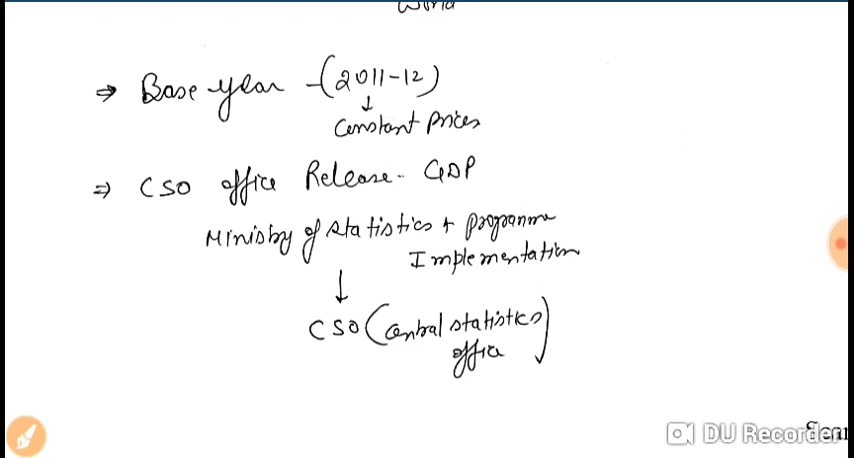 World
⇒ Base year - (2011-12)
↓
Constant prices
⇒ CSO office Release. GDP
Ministry of statistics + programme
Implementation
↓
CSO (Central statistics
office)
DU Recorder